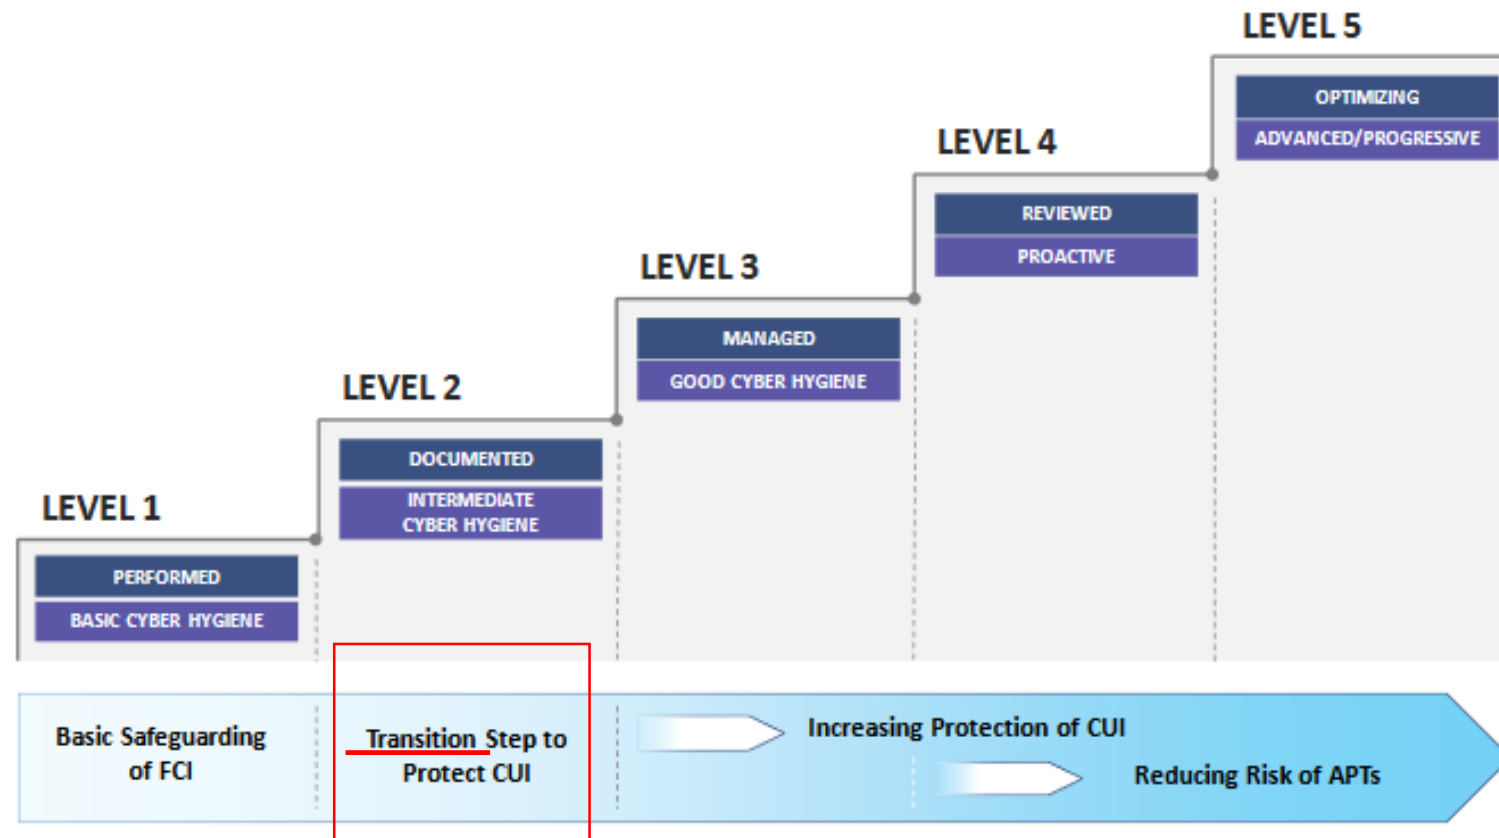 LEVEL 5
OPTIMIZING
ADVANCED/PROGRESSIVE
LEVEL 4
REVIEWED
PROACTIVE
LEVEL 3
MANAGED
GOOD CYBER HYGIENE
LEVEL 2
DOCUMENTED
INTERMEDIATE
CYBER HYGIENE
LEVEL 1
PERFORMED
BASIC CYBER HYGIENE
Basic Safeguarding
of FCI
Transition Step to
Protect CUI
Increasing Protection of CUI
Reducing Risk of APTs